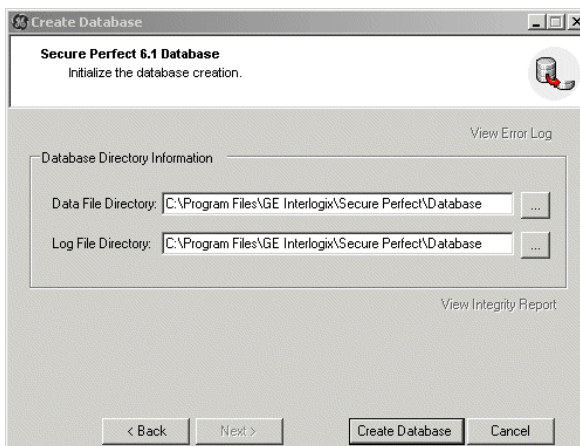 Create Database
Secure Perfect 6.1 Database
Initialize the database creation.
View Error Log
Database Directory Information
Data File Directory: C:\Program Files\GE Interlogix\Secure Perfect\Database ...
Log File Directory: C:\Program Files\GE Interlogix\Secure Perfect\Database ...
View Integrity Report
< Back Next > Create Database Cancel